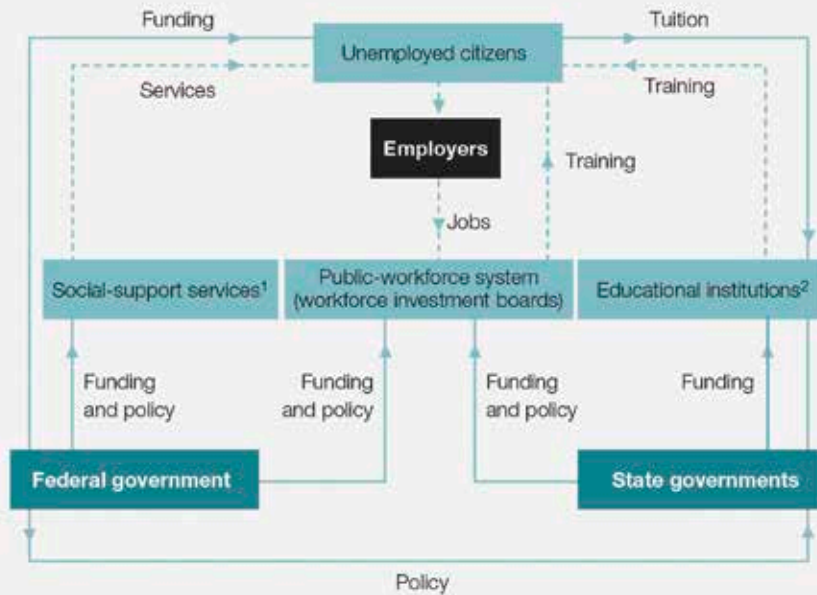 Funding
Tuition
Unemployed citizens
Services
Training
Employers
Training
Jobs
Social-support services¹
Public-workforce system
(workforce investment boards)
Educational institutions²
Funding
and policy
Funding
and policy
Funding
and policy
Funding
Federal government
State governments
Policy